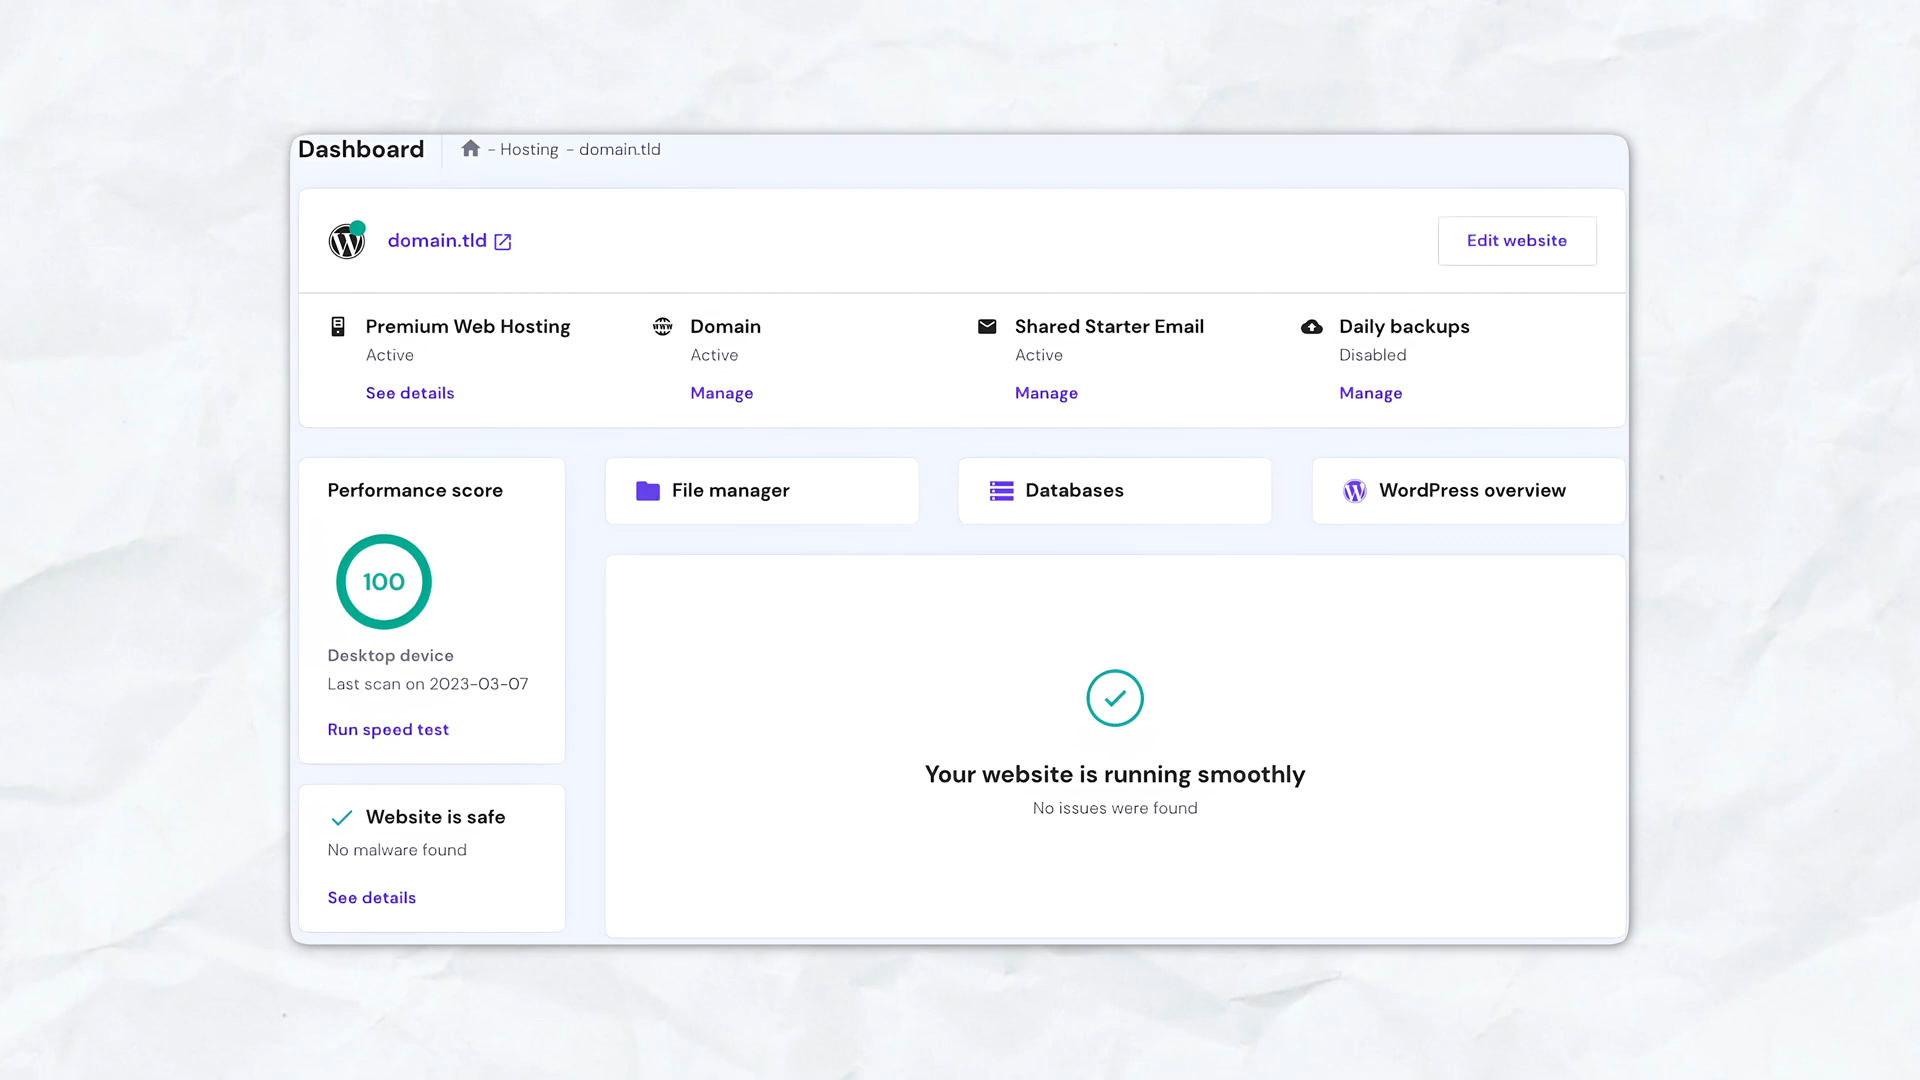 Dashboard
- Hosting - domain.tld
domain.tld
Edit website
Premium Web Hosting
Active
See details
Domain
Active
Manage
Shared Starter Email
Active
Manage
Daily backups
Disabled
Manage
Performance score
100
Desktop device
Last scan on 2023-03-07
Run speed test
File manager
Databases
WordPress overview
Your website is running smoothly
No issues were found
Website is safe
No malware found
See details